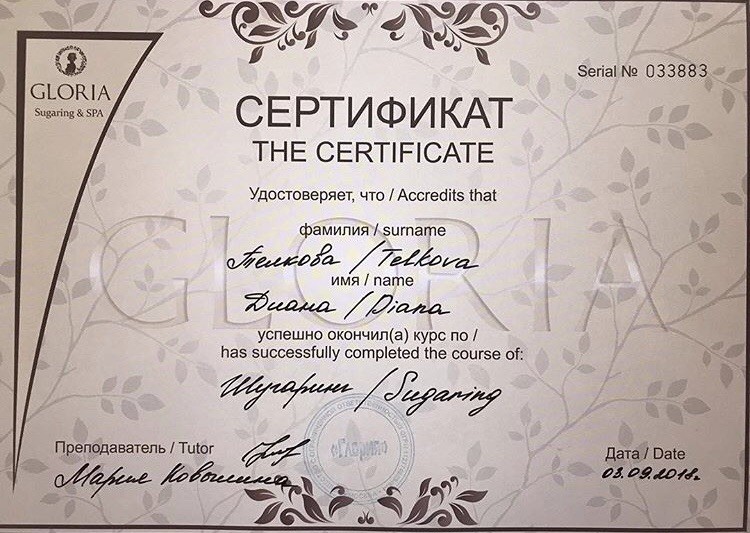 GLORIA
Sugaring & SPA
Serial № 033883
СЕРТИФИКАТ
THE CERTIFICATE
Удостоверяет, что / Accredits that
фамилия / surname
Телкова / Telkova
имя / name
Диана / Diana
GLORIA
успешно окончил(а) курс по /
has successfully completed the course of:
Шугаринг / Sugaring
Преподаватель / Tutor
Мария Ковылина
Дата / Date
03.09.2018г.